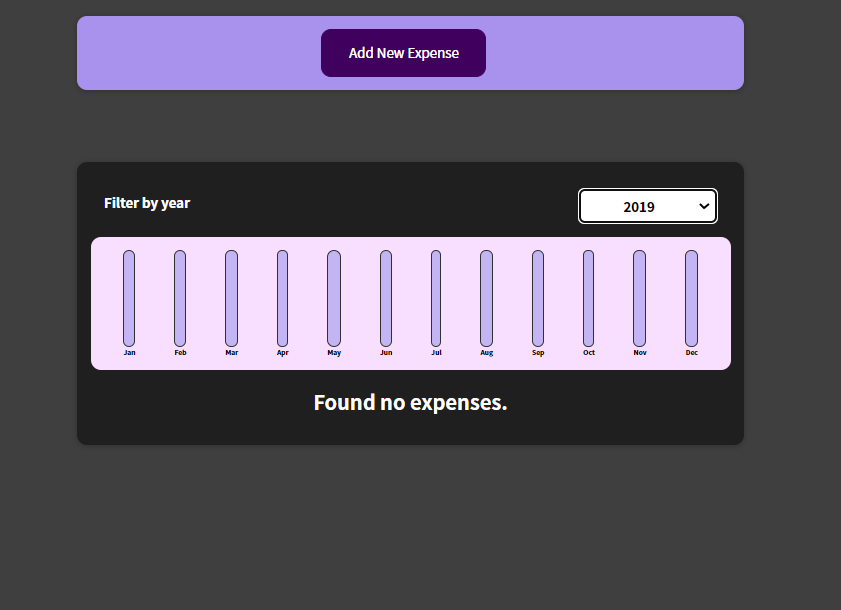 Add New Expense
Filter by year
2019
Jan Feb Mar Apr May Jun Jul Aug Sep Oct Nov Dec
Found no expenses.